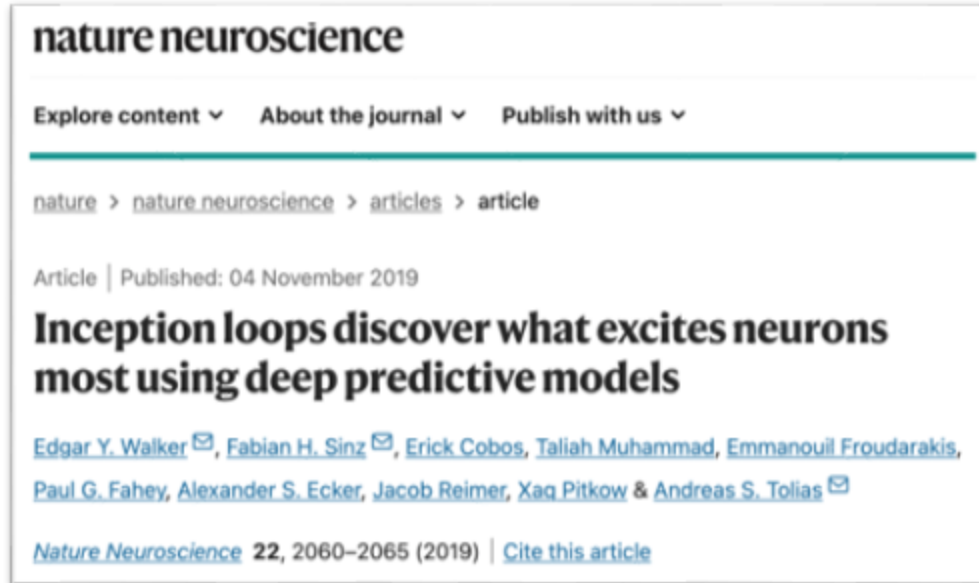 nature neuroscience
Explore content About the journal Publish with us
nature > nature neuroscience > articles > article
Article | Published: 04 November 2019
Inception loops discover what excites neurons
most using deep predictive models
Edgar Y. Walker, Fabian H. Sinz, Erick Cobos, Taliah Muhammad, Emmanouil Froudarakis,
Paul G. Fahey, Alexander S. Ecker, Jacob Reimer, Xaq Pitkow & Andreas S. Tolias
Nature Neuroscience 22, 2060–2065 (2019) | Cite this article